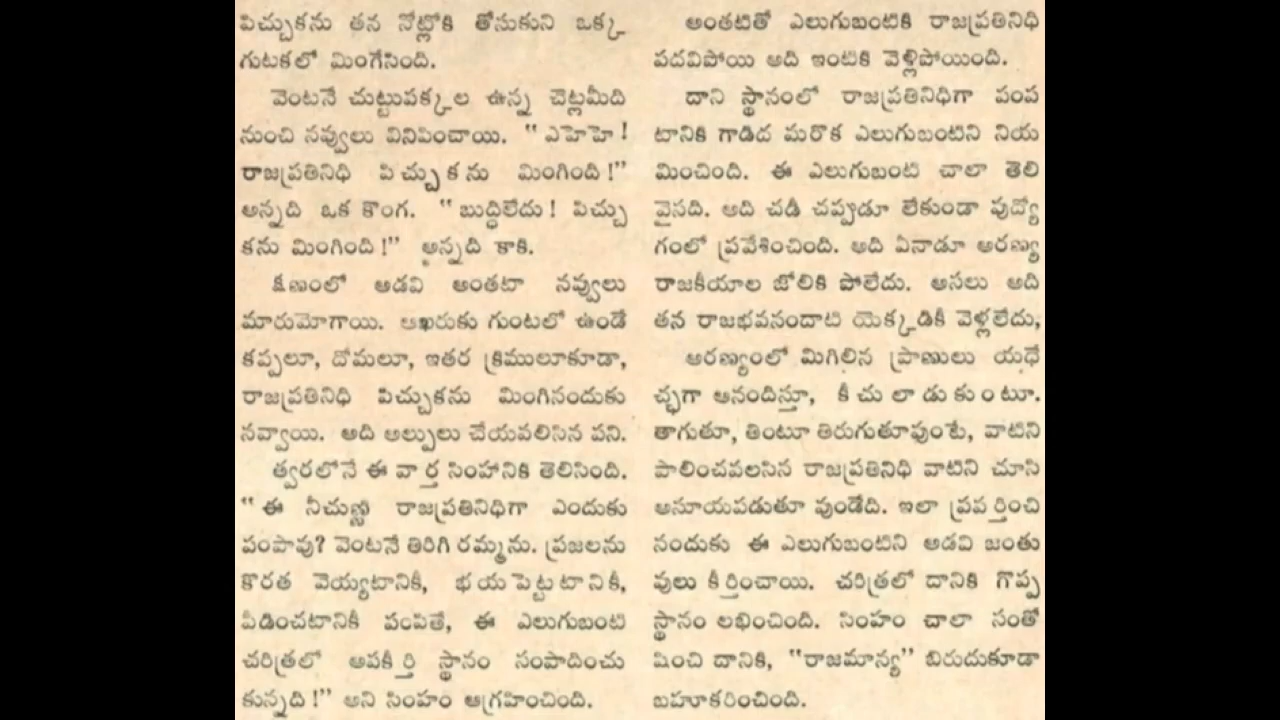 పిచ్చుకను తన నోట్లోకి తోసుకుని ఒక్క
గుటకలో మింగేసింది.
వెంటనే చుట్టుపక్కల ఉన్న చెట్లమీది
నుంచి నవ్వులు వినిపించాయి. “ఎహెహె!
రాజప్రతినిధి పిచ్చుకను మింగింది!”
అన్నది ఒక కొంగ. “బుద్ధిలేదు! పిచ్చు
కను మింగింది!” అన్నది కాకి.
క్షణంలో అడవి అంతటా నవ్వులు
మారుమోగాయి. ఆఖరుకు గుంటలో ఉండే
కప్పలూ, దోమలూ, ఇతర క్రిములూకూడా,
రాజప్రతినిధి పిచ్చుకను మింగినందుకు
నవ్వాయి. అది అల్పులు చేయవలిసిన పని.
త్వరలోనే ఈ వార్త సింహానికి తెలిసింది.
“ఈ నీచుణ్ణి రాజప్రతినిధిగా ఎందుకు
పంపావు? వెంటనే తిరిగి రమ్మను. ప్రజలను
కొరత వెయ్యటానికీ, భయపెట్టటానికీ,
పీడించటానికీ పంపితే, ఈ ఎలుగుబంటి
చరిత్రలో అపకీర్తి స్థానం సంపాదించు
కున్నది!” అని సింహం ఆగ్రహించింది.
అంతటితో ఎలుగుబంటికి రాజప్రతినిధి
పదవిపోయి అది ఇంటికి వెళ్లిపోయింది.
దాని స్థానంలో రాజప్రతినిధిగా పంప
టానికి గాడిద మరొక ఎలుగుబంటిని నియ
మించింది. ఈ ఎలుగుబంటి చాలా తెలి
వైనది. అది చడీ చప్పుడూ లేకుండా వుద్యో
గంలో ప్రవేశించింది. అది ఏనాడూ అరణ్య
రాజకీయాల జోలికి పోలేదు. అసలు అది
తన రాజభవనందాటి యెక్కడికీ వెళ్లలేదు;
అరణ్యంలో మిగిలిన ప్రాణులు యథే
చ్ఛగా ఆనందిస్తూ, కీచులాడుకుంటూ.
తాగుతూ, తింటూ తిరుగుతూవుంటే, వాటిని
పాలించవలసిన రాజప్రతినిధి వాటిని చూసి
అసూయపడుతూ వుండేది. ఇలా ప్రవర్తించి
నందుకు ఈ ఎలుగుబంటిని అడవి జంతు
వులు కీర్తించాయి. చరిత్రలో దానికి గొప్ప
స్థానం లభించింది. సింహం చాలా సంతో
షించి దానికి, “రాజమాన్య” బిరుదుకూడా
బహూకరించింది.